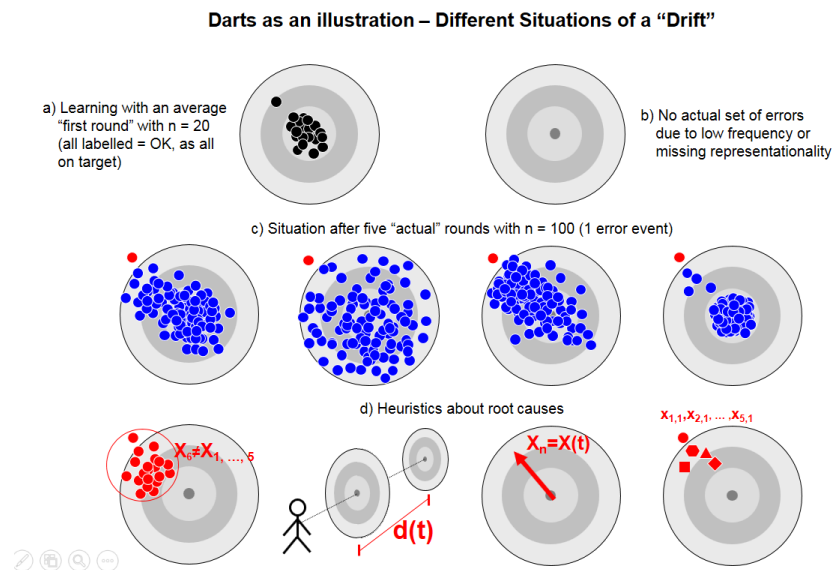 Darts as an illustration – Different Situations of a “Drift”
a) Learning with an average
“first round” with n = 20
(all labelled = OK, as all
on target)
b) No actual set of errors
due to low frequency or
missing representationality
c) Situation after five “actual” rounds with n = 100 (1 error event)
d) Heuristics about root causes
X₆≠X₁, ..., ₅
d(t)
Xₙ=X(t)
x₁,₁,x₂,₁, ... ,x₅,₁